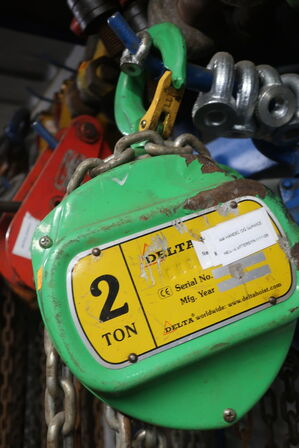 2
TON
DELTA
CE Serial No.
Mfg. Year
DELTA worldwide: www.deltahoist.com